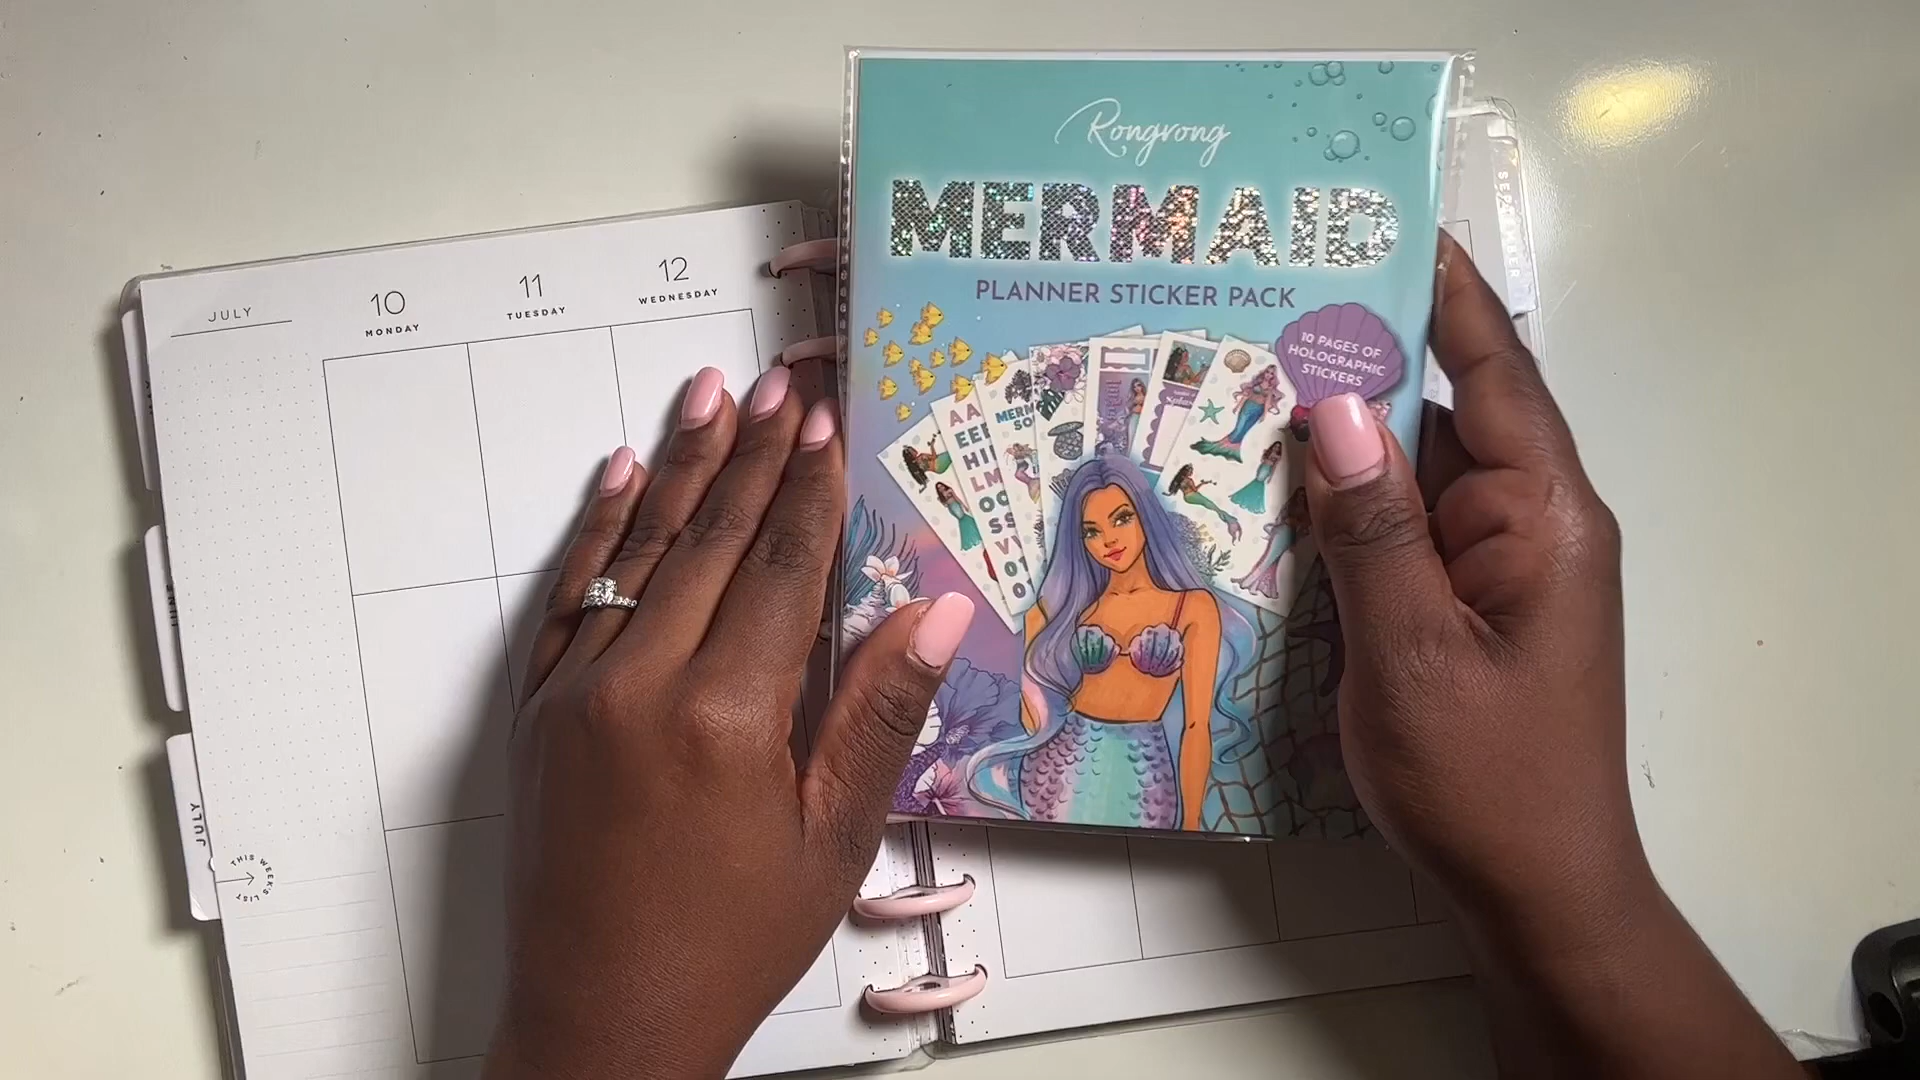 JULY
10
MONDAY
11
TUESDAY
12
WEDNESDAY
JULY
THIS WEEK'S LIST
Rongrong
MERMAID
PLANNER STICKER PACK
10 PAGES OF
HOLOGRAPHIC
STICKERS
SEPTEMBER
JUNE